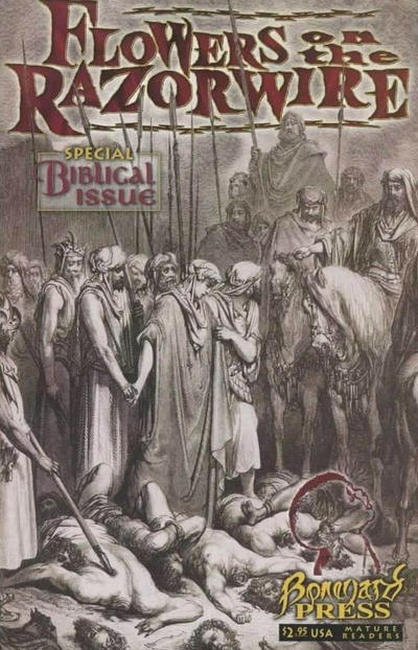 FLOWERS on
the
RAZORWIRE
SPECIAL
BIBLICAL
ISSUE
Boneyard
PRESS
$2.95 USA MATURE
READERS